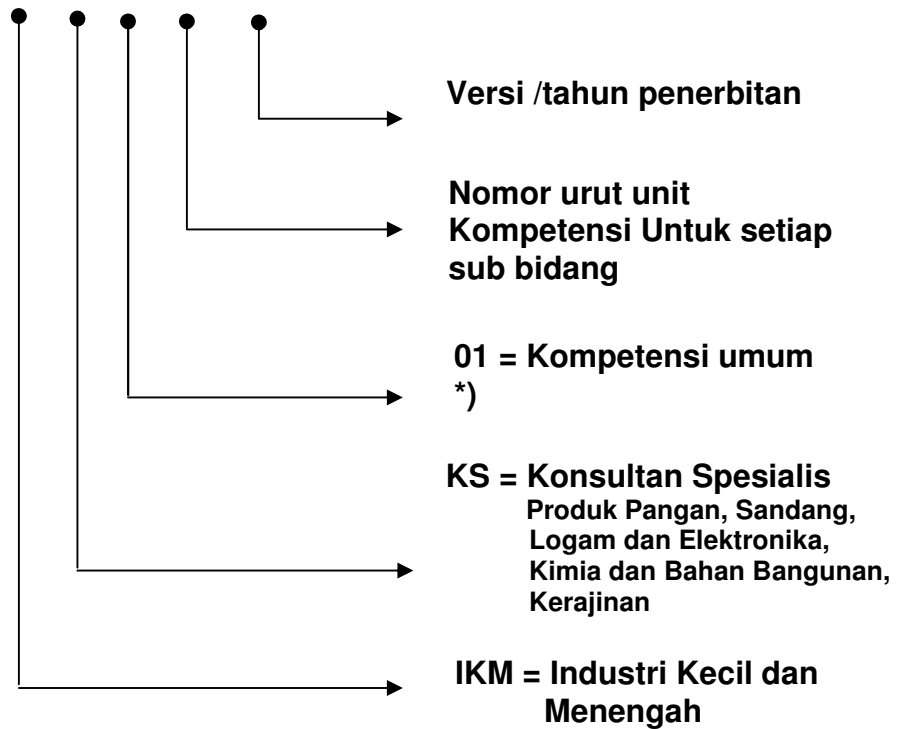 Versi /tahun penerbitan
Nomor urut unit
Kompetensi Untuk setiap
sub bidang
01 = Kompetensi umum
*)
KS = Konsultan Spesialis
Produk Pangan, Sandang,
Logam dan Elektronika,
Kimia dan Bahan Bangunan,
Kerajinan
IKM = Industri Kecil dan
Menengah